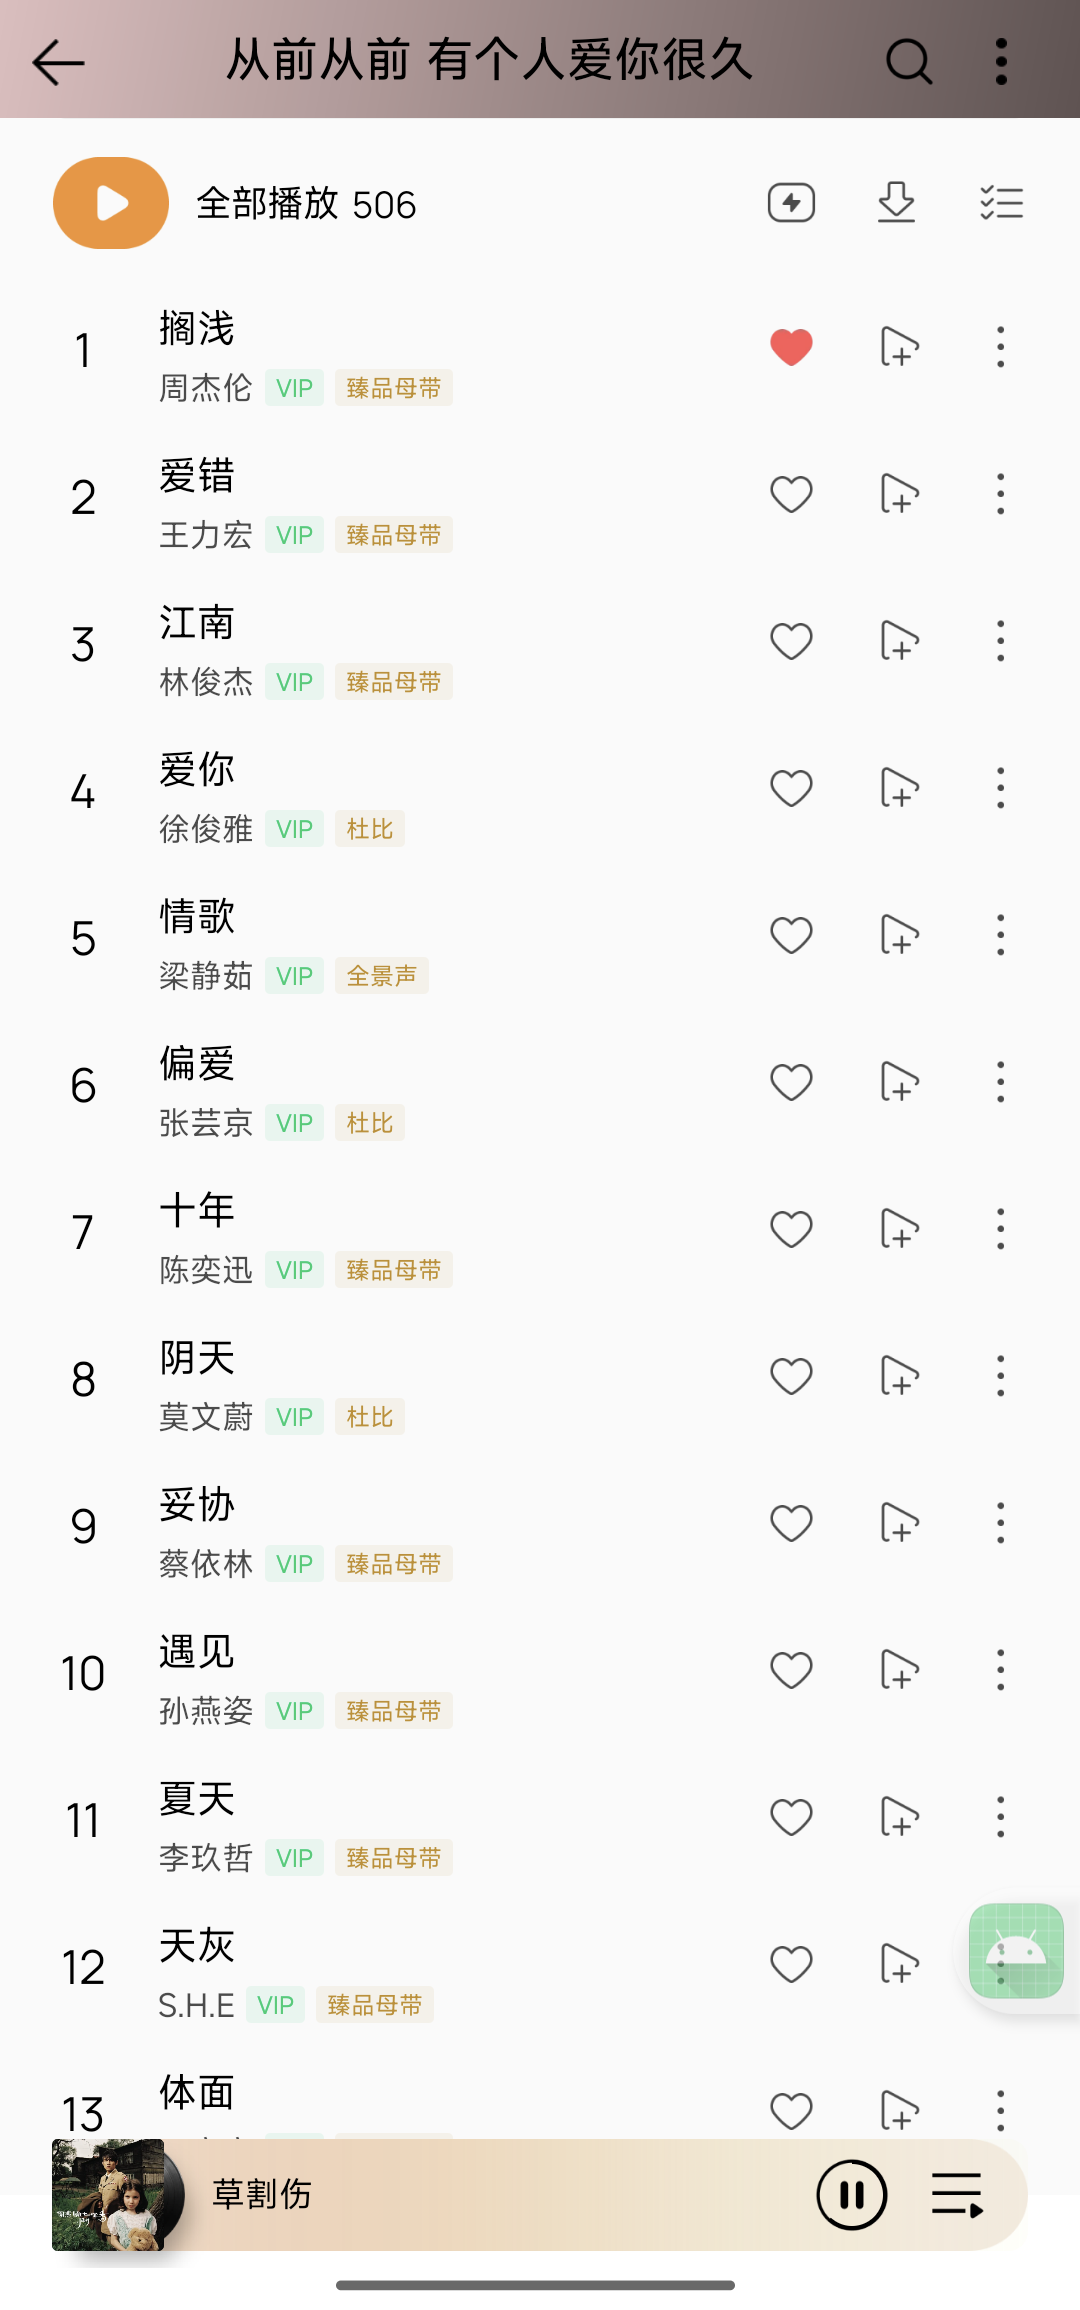 从前从前 有个人爱你很久
全部播放 506
1
搁浅
周杰伦 VIP 臻品母带
2
爱错
王力宏 VIP 臻品母带
3
江南
林俊杰 VIP 臻品母带
4
爱你
徐俊雅 VIP 杜比
5
情歌
梁静茹 VIP 全景声
6
偏爱
张芸京 VIP 杜比
7
十年
陈奕迅 VIP 臻品母带
8
阴天
莫文蔚 VIP 杜比
9
妥协
蔡依林 VIP 臻品母带
10
遇见
孙燕姿 VIP 臻品母带
11
夏天
李玖哲 VIP 臻品母带
12
天灰
S.H.E VIP 臻品母带
13
体面
草割伤